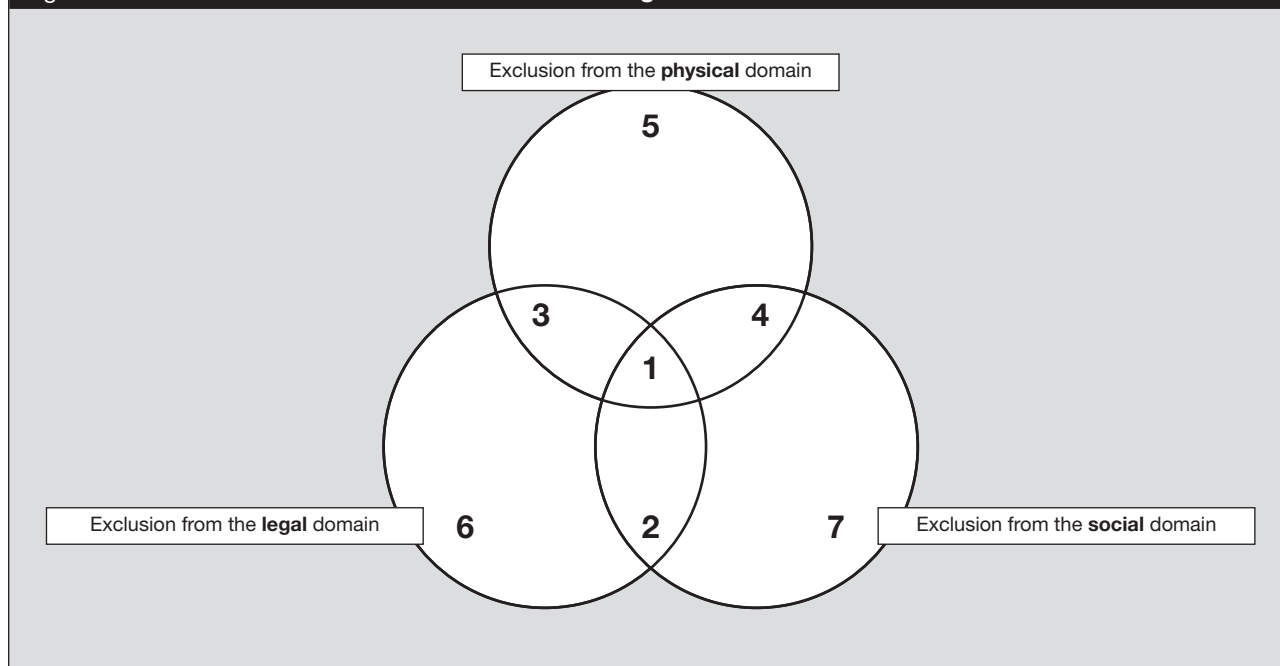 Exclusion from the physical domain
5
3
4
1
Exclusion from the legal domain
6
2
7
Exclusion from the social domain